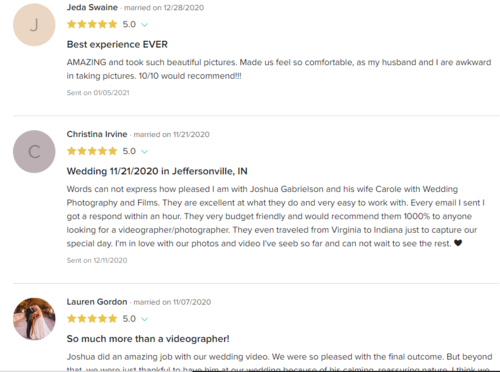 J
Jeda Swaine · married on 12/28/2020
5.0
Best experience EVER
AMAZING and took such beautiful pictures. Made us feel so comfortable, as my husband and I are awkward
in taking pictures. 10/10 would recommend!!!
Sent on 01/05/2021
C
Christina Irvine · married on 11/21/2020
5.0
Wedding 11/21/2020 in Jeffersonville, IN
Words can not express how pleased I am with Joshua Gabrielson and his wife Carole with Wedding
Photography and Films. They are excellent at what they do and very easy to work with. Every email I sent I
got a response within an hour. They very budget friendly and would recommend them 1000% to anyone
looking for a videographer/photographer. They even traveled from Virginia to Indiana just to capture our
special day. I'm in love with our photos and video I've seeb so far and can not wait to see the rest. 🖤
Sent on 12/11/2020
Lauren Gordon · married on 11/07/2020
5.0
So much more than a videographer!
Joshua did an amazing job with our wedding video. We were so pleased with the final outcome. But beyond
that, we were just thankful to have him at our wedding because of his calming, reassuring nature. I think we